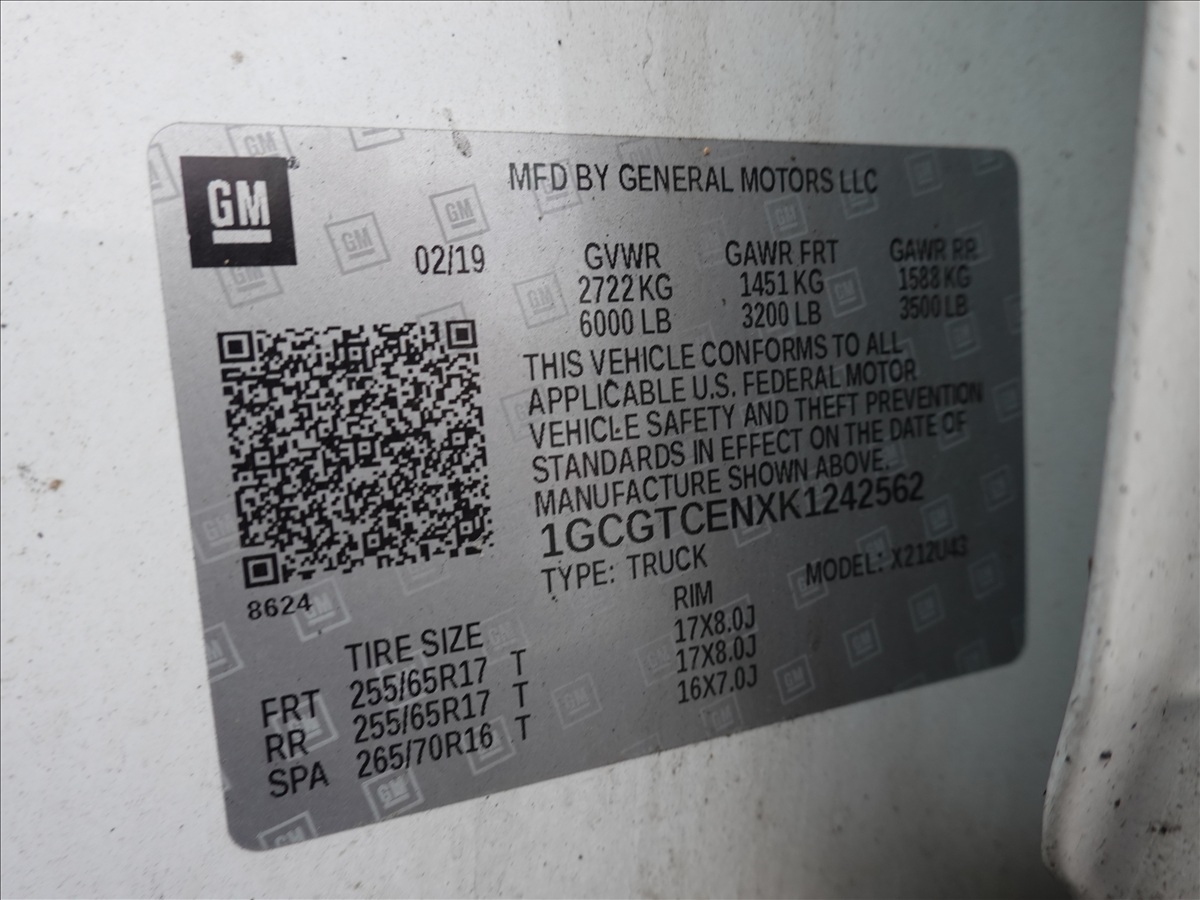 GM
MFD BY GENERAL MOTORS LLC
02/19
GVWR GAWR FRT GAWR RR
2722 KG 1451 KG 1588 KG
6000 LB 3200 LB 3500 LB
THIS VEHICLE CONFORMS TO ALL
APPLICABLE U.S. FEDERAL MOTOR
VEHICLE SAFETY AND THEFT PREVENTION
STANDARDS IN EFFECT ON THE DATE OF
MANUFACTURE SHOWN ABOVE.
1GCGTCENXK1242562
TYPE: TRUCK MODEL: X212U43
8624
TIRE SIZE RIM
FRT 255/65R17 T 17X8.0J
RR 255/65R17 T 17X8.0J
SPA 265/70R16 T 16X7.0J